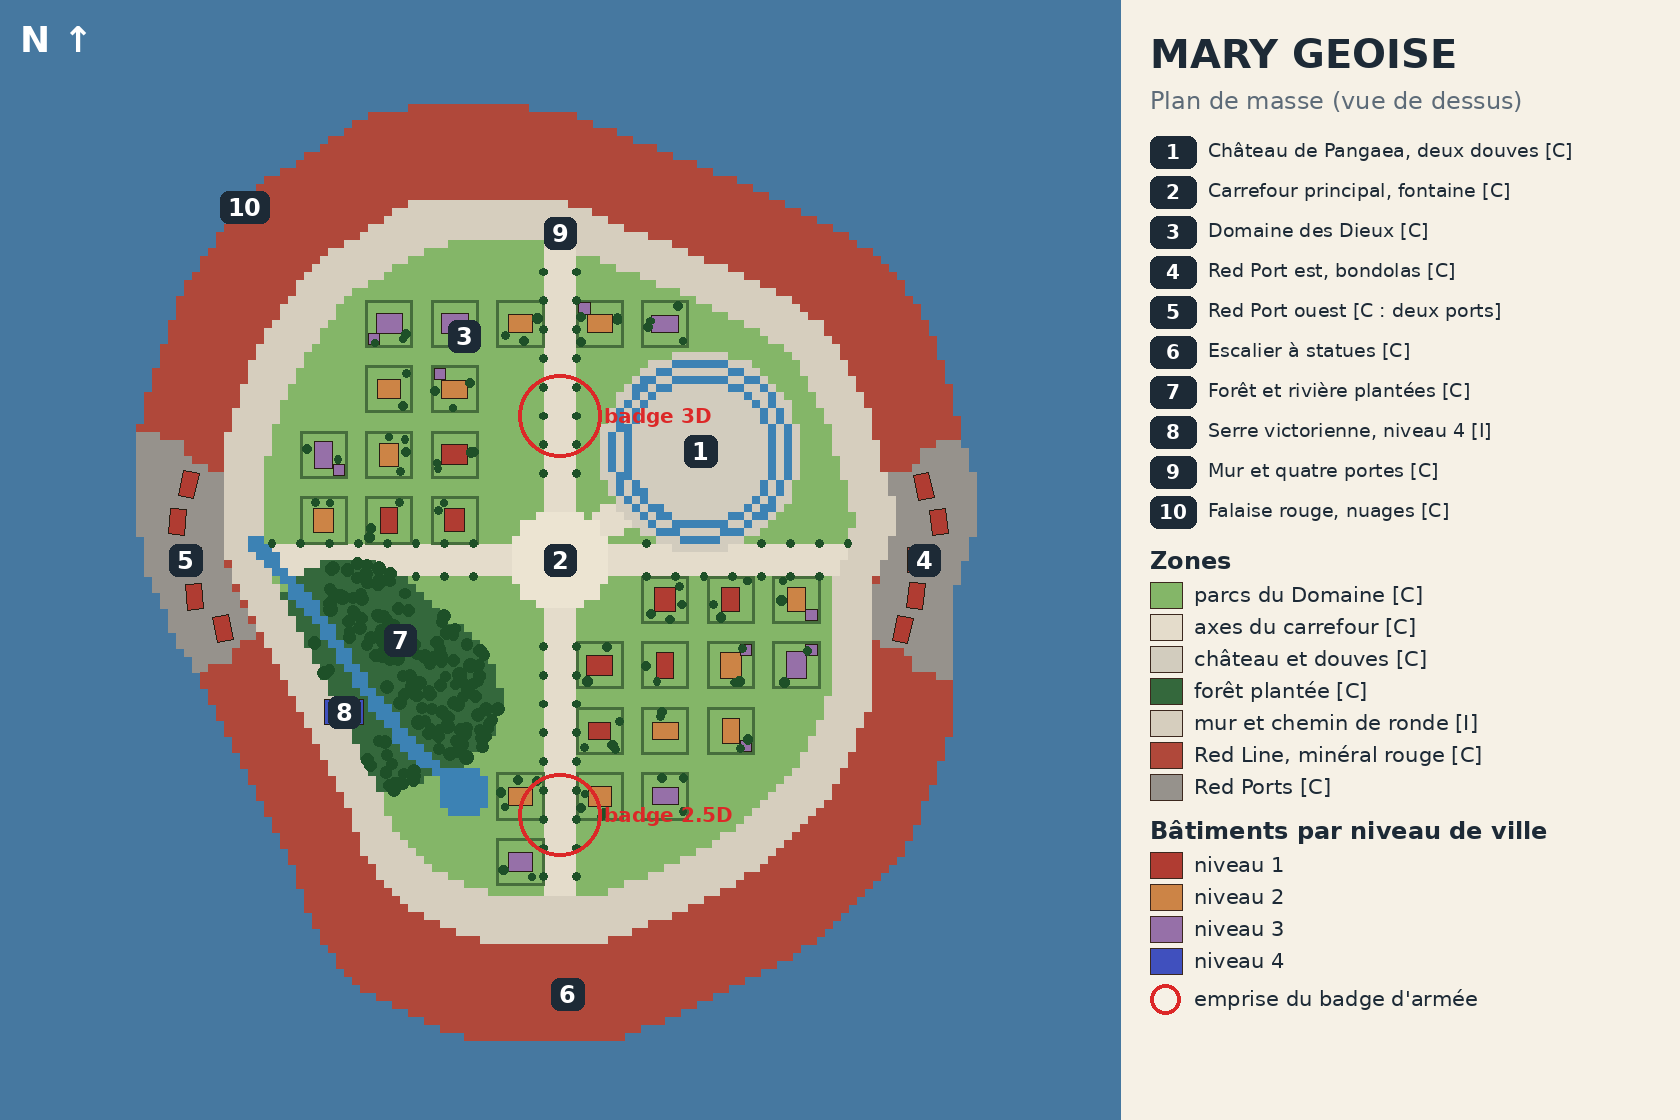 N ↑
MARY GEOISE
Plan de masse (vue de dessus)
1 Château de Pangaea, deux douves [C]
2 Carrefour principal, fontaine [C]
3 Domaine des Dieux [C]
4 Red Port est, bondolas [C]
5 Red Port ouest [C : deux ports]
6 Escalier à statues [C]
7 Forêt et rivière plantées [C]
8 Serre victorienne, niveau 4 [I]
9 Mur et quatre portes [C]
10 Falaise rouge, nuages [C]
Zones
parcs du Domaine [C]
axes du carrefour [C]
château et douves [C]
forêt plantée [C]
mur et chemin de ronde [I]
Red Line, minéral rouge [C]
Red Ports [C]
Bâtiments par niveau de ville
niveau 1
niveau 2
niveau 3
niveau 4
emprise du badge d'armée
10
9
3
badge 3D
1
5
2
4
7
8
badge 2.5D
6